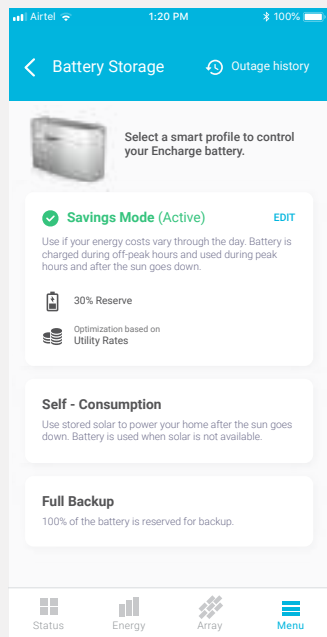 Airtel 1:20 PM 100%
Battery Storage Outage history
Select a smart profile to control
your Encharge battery.
Savings Mode (Active) EDIT
Use if your energy costs vary through the day. Battery is
charged during off-peak hours and used during peak
hours and after the sun goes down.
30% Reserve
Optimization based on
Utility Rates
Self - Consumption
Use stored solar to power your home after the sun goes
down. Battery is used when solar is not available.
Full Backup
100% of the battery is reserved for backup.
Status Energy Array Menu